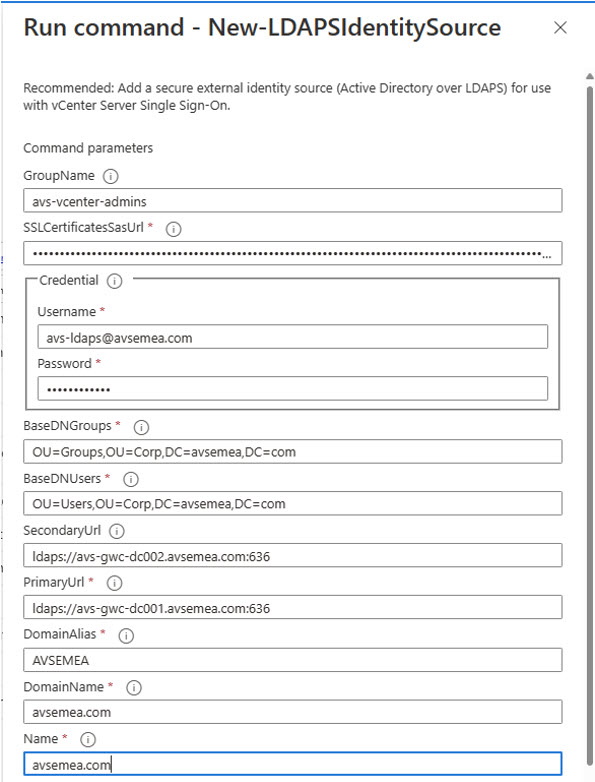 Run command - New-LDAPSIdentitySource
Recommended: Add a secure external identity source (Active Directory over LDAPS) for use
with vCenter Server Single Sign-On.
Command parameters
GroupName
avs-vcenter-admins
SSLCertificatesSasUrl *
••••••••••••••••••••••••••••••••••••••••••••••••••••••••••••••••••••••••••••••••••••...
Credential
Username *
avs-ldaps@avsemea.com
Password *
••••••••••••
BaseDNGroups *
OU=Groups,OU=Corp,DC=avsemea,DC=com
BaseDNUsers *
OU=Users,OU=Corp,DC=avsemea,DC=com
SecondaryUrl
ldaps://avs-gwc-dc002.avsemea.com:636
PrimaryUrl *
ldaps://avs-gwc-dc001.avsemea.com:636
DomainAlias *
AVSEMEA
DomainName *
avsemea.com
Name *
avsemea.com